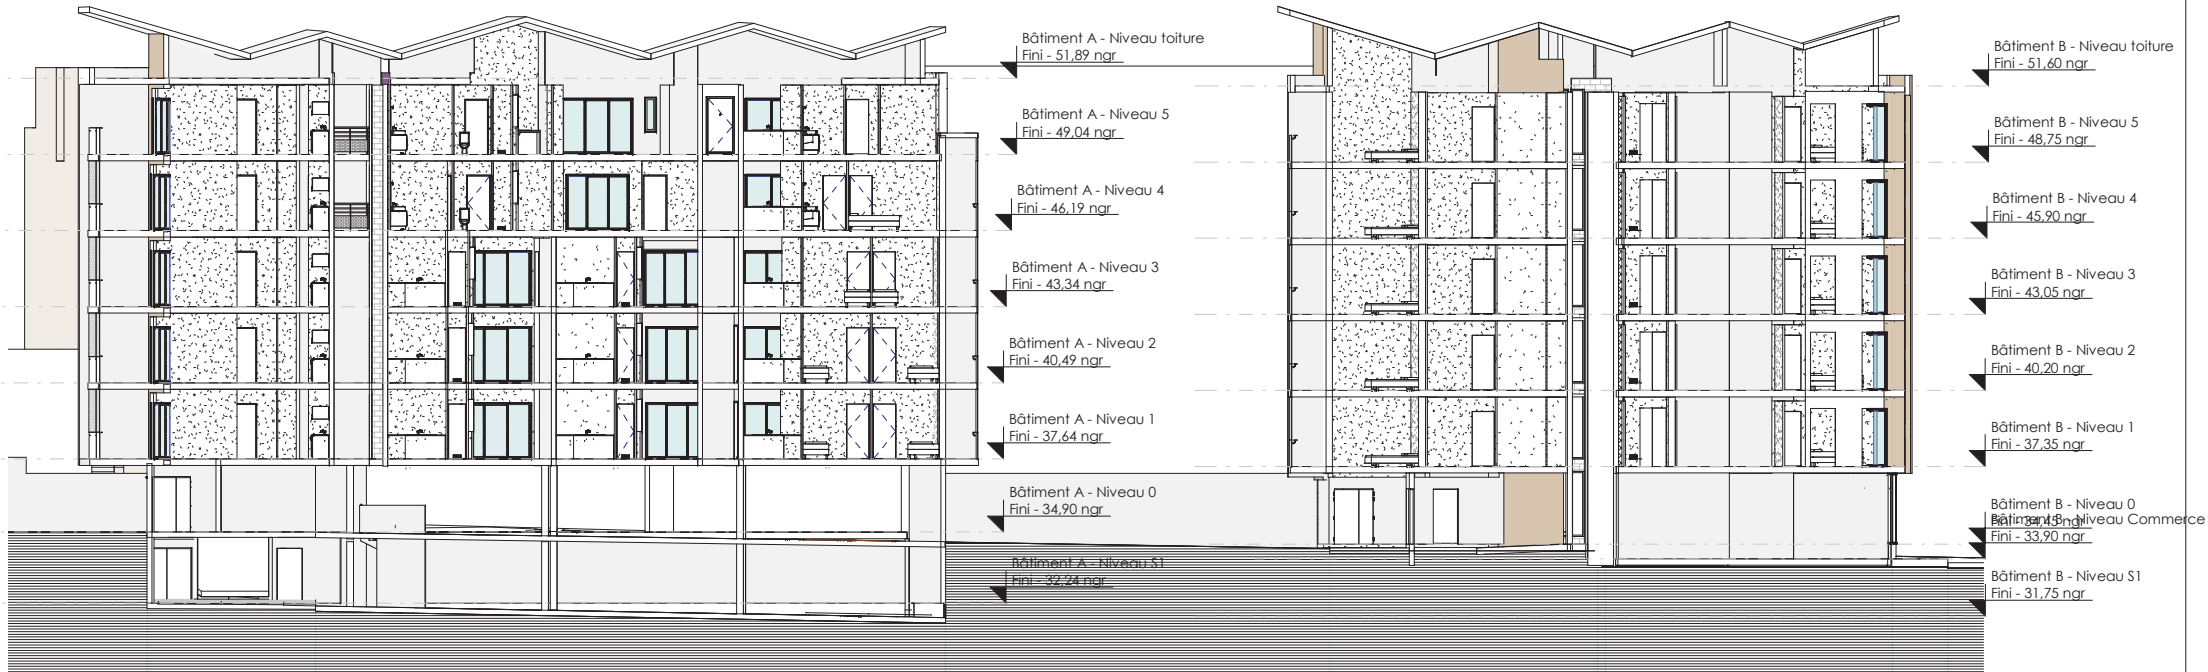 Bâtiment A - Niveau toiture
Fini - 51,89 ngr
Bâtiment A - Niveau 5
Fini - 49,04 ngr
Bâtiment A - Niveau 4
Fini - 46,19 ngr
Bâtiment A - Niveau 3
Fini - 43,34 ngr
Bâtiment A - Niveau 2
Fini - 40,49 ngr
Bâtiment A - Niveau 1
Fini - 37,64 ngr
Bâtiment A - Niveau 0
Fini - 34,90 ngr
Bâtiment A - Niveau S1
Fini - 32,24 ngr
Bâtiment B - Niveau toiture
Fini - 51,60 ngr
Bâtiment B - Niveau 5
Fini - 48,75 ngr
Bâtiment B - Niveau 4
Fini - 45,90 ngr
Bâtiment B - Niveau 3
Fini - 43,05 ngr
Bâtiment B - Niveau 2
Fini - 40,20 ngr
Bâtiment B - Niveau 1
Fini - 37,35 ngr
Bâtiment B - Niveau 0
Fini - 34,45 ngr
Bâtiment B - Niveau Commerce
Fini - 33,90 ngr
Bâtiment B - Niveau S1
Fini - 31,75 ngr